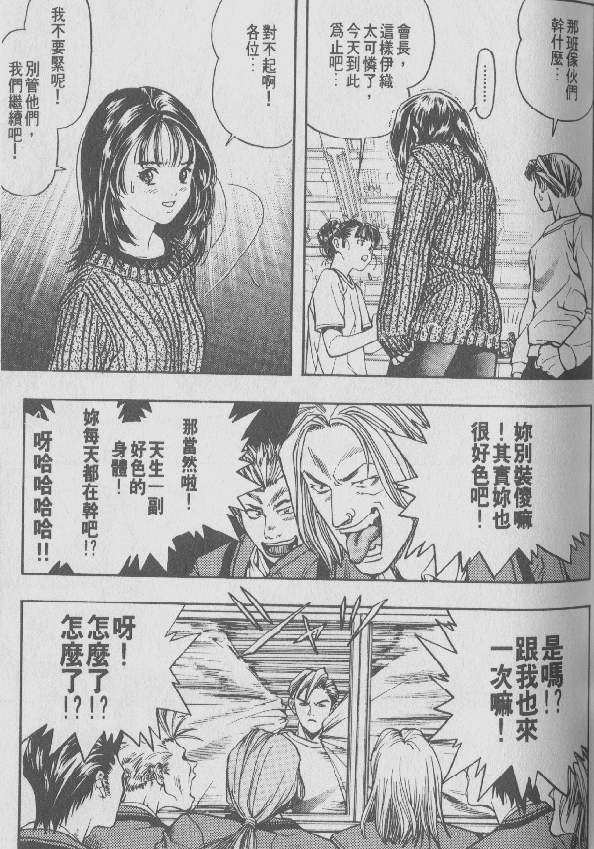 那班傢伙們
幹什麼…
………
會長，
這樣伊織
太可憐了，
今天到此
為止吧…
對不起啊！
各位…
我不要緊呢！
別管他們，
我們繼續吧！
妳別裝傻嘛
！其實妳也
很好色吧！
那當然啦！
天生一副
好色的
身體！
妳每天都在幹吧!?
呀哈哈哈哈!!
是嗎!?
跟我也來
一次嘛！
呀！
怎麼了!?
怎麼了!?